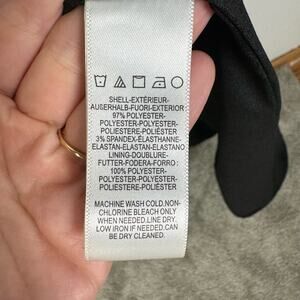 SHELL-EXTÉRIEUR-
AUßERHALB-FUORI-EXTERIOR:
97% POLYESTER-
POLYESTER-POLYESTER-
POLIESTERE-POLIÉSTER
3% SPANDEX-ÉLASTHANNE-
ELASTAN-ELASTAN-ELASTANO
LINING-DOUBLURE-
FUTTER-FODERA-FORRO:
100% POLYESTER-
POLYESTER-POLYESTER-
POLIESTERE-POLIÉSTER
MACHINE WASH COLD.NON-
CHLORINE BLEACH ONLY
WHEN NEEDED.LINE DRY.
LOW IRON IF NEEDED.CAN
BE DRY CLEANED.